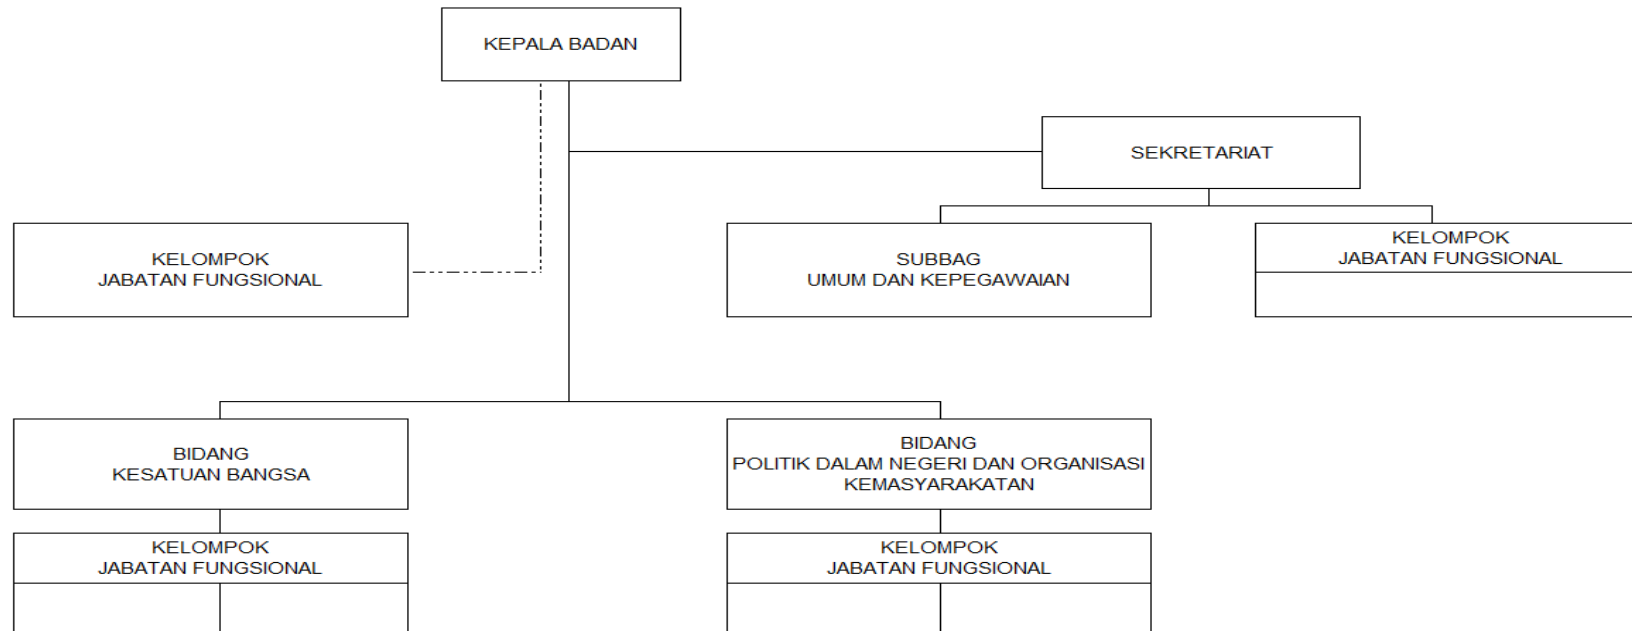 KEPALA BADAN
SEKRETARIAT
KELOMPOK
JABATAN FUNGSIONAL
SUBBAG
UMUM DAN KEPEGAWAIAN
KELOMPOK
JABATAN FUNGSIONAL
BIDANG
KESATUAN BANGSA
BIDANG
POLITIK DALAM NEGERI DAN ORGANISASI
KEMASYARAKATAN
KELOMPOK
JABATAN FUNGSIONAL
KELOMPOK
JABATAN FUNGSIONAL